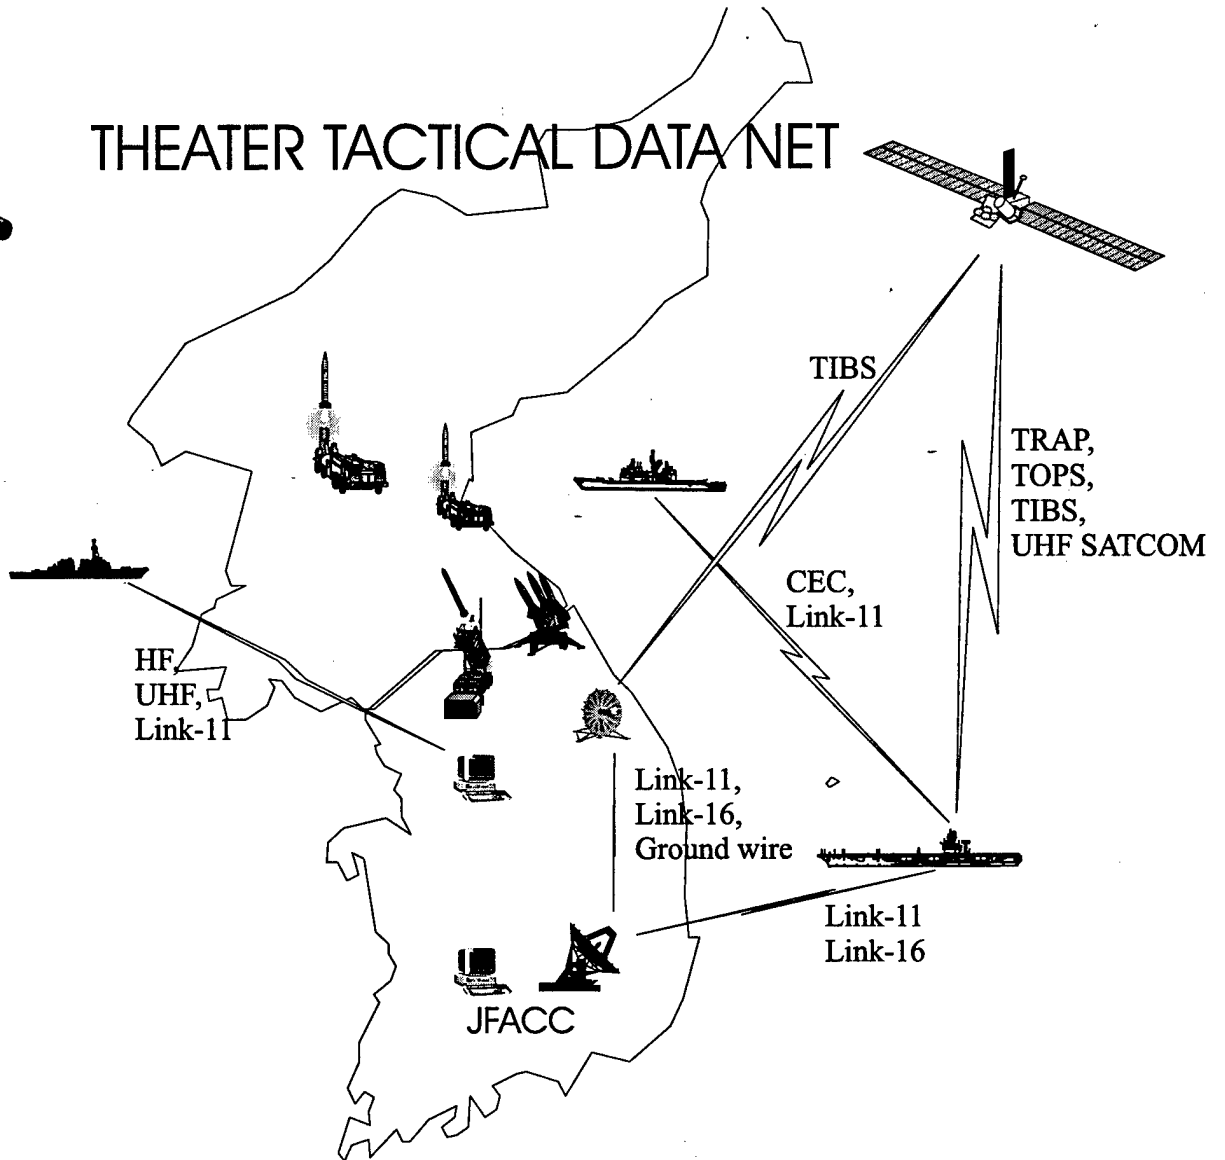 THEATER TACTICAL DATA NET
TIBS
TRAP,
TOPS,
TIBS,
UHF SATCOM
CEC,
Link-11
HF,
UHF,
Link-11
Link-11,
Link-16,
Ground wire
Link-11
Link-16
JFACC